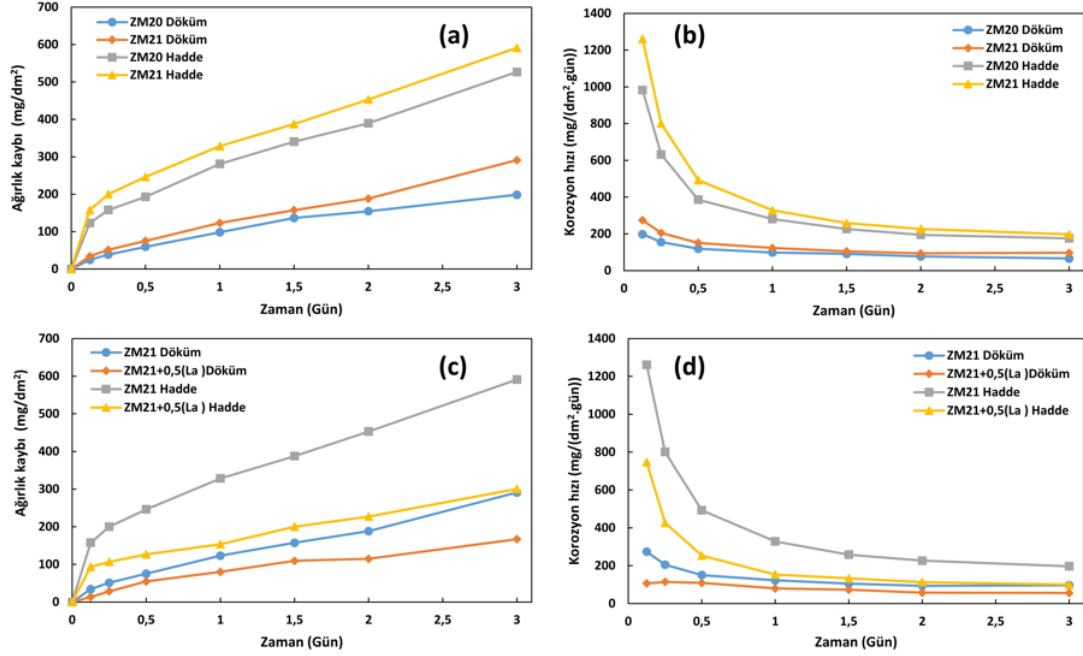 (a)
Ağırlık kaybı (mg/dm²)
700
600
500
400
300
200
100
0
ZM20 Döküm
ZM21 Döküm
ZM20 Hadde
ZM21 Hadde
0 0,5 1 1,5 2 2,5 3
Zaman (Gün)
(b)
Korozyon hızı (mg/(dm².gün))
1400
1200
1000
800
600
400
200
0
ZM20 Döküm
ZM21 Döküm
ZM20 Hadde
ZM21 Hadde
0 0,5 1 1,5 2 2,5 3
Zaman (Gün)
(c)
Ağırlık kaybı (mg/dm²)
700
600
500
400
300
200
100
0
ZM21 Döküm
ZM21+0,5(La )Döküm
ZM21 Hadde
ZM21+0,5(La ) Hadde
0 0,5 1 1,5 2 2,5 3
Zaman (Gün)
(d)
Korozyon hızı (mg/(dm².gün))
1400
1200
1000
800
600
400
200
0
ZM21 Döküm
ZM21+0,5(La )Döküm
ZM21 Hadde
ZM21+0,5(La ) Hadde
0 0,5 1 1,5 2 2,5 3
Zaman (Gün)